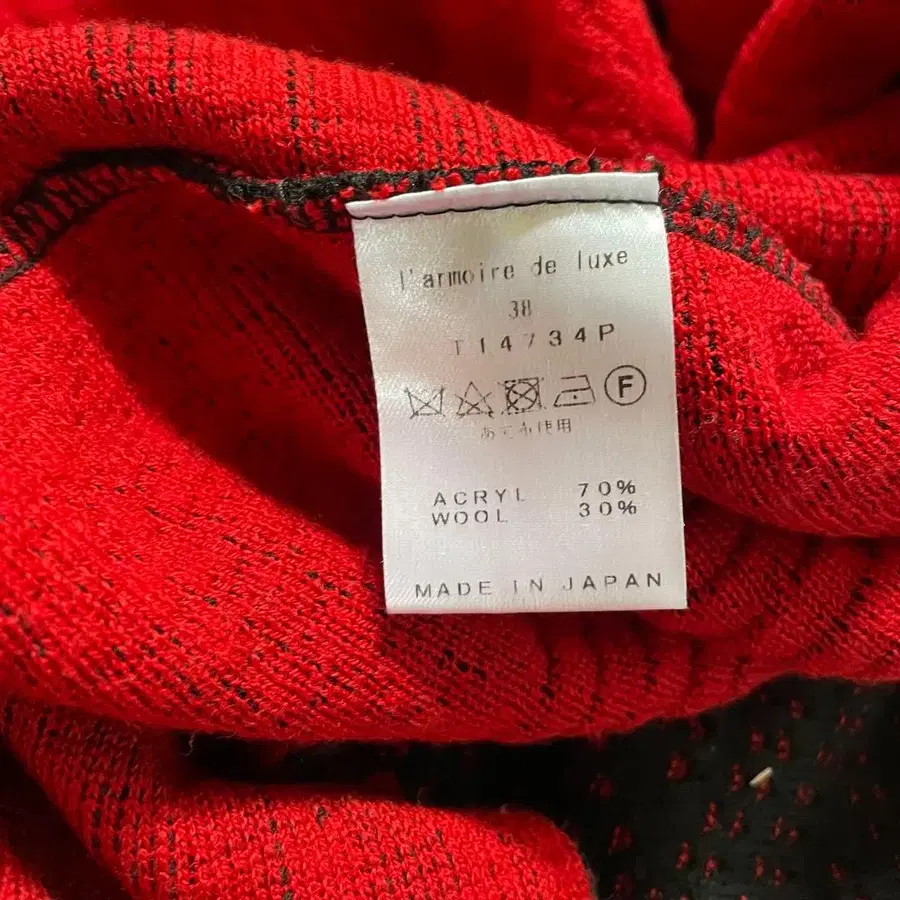 l'armoire de luxe
38
T14734P
F
あて布使用
ACRYL 70%
WOOL 30%
MADE IN JAPAN